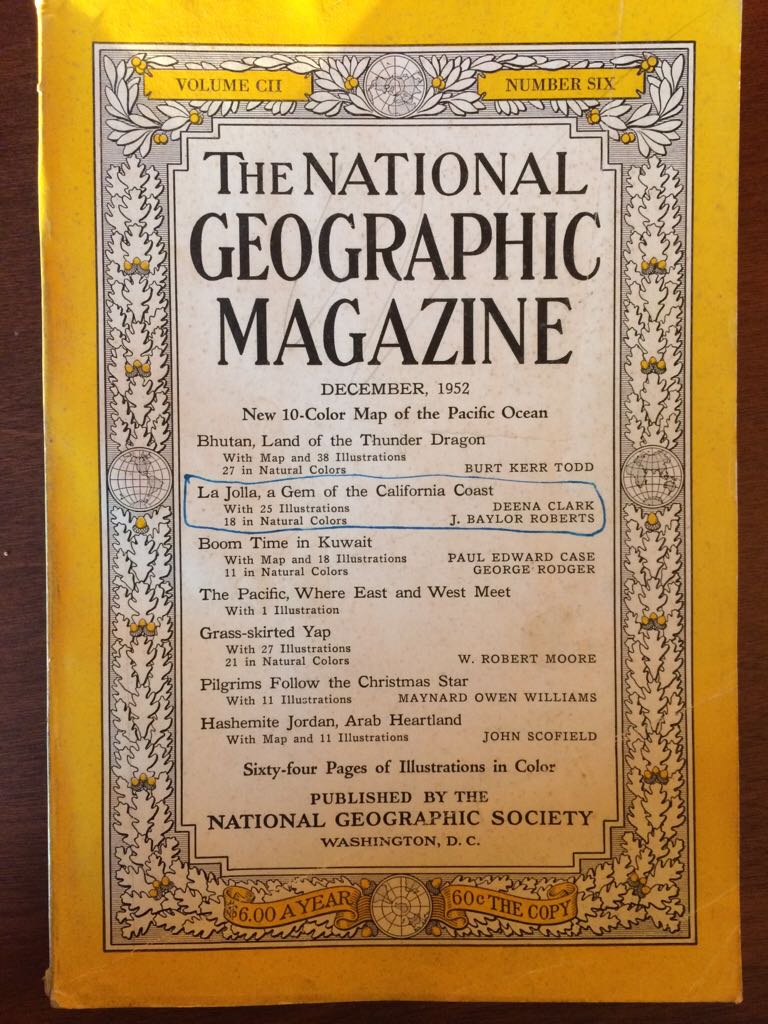 VOLUME CII NUMBER SIX
THE NATIONAL
GEOGRAPHIC
MAGAZINE
DECEMBER, 1952
New 10-Color Map of the Pacific Ocean
Bhutan, Land of the Thunder Dragon
With Map and 38 Illustrations
27 in Natural Colors BURT KERR TODD
La Jolla, a Gem of the California Coast
With 25 Illustrations DEENA CLARK
18 in Natural Colors J. BAYLOR ROBERTS
Boom Time in Kuwait
With Map and 18 Illustrations PAUL EDWARD CASE
11 in Natural Colors GEORGE RODGER
The Pacific, Where East and West Meet
With 1 Illustration
Grass-skirted Yap
With 27 Illustrations
21 in Natural Colors W. ROBERT MOORE
Pilgrims Follow the Christmas Star
With 11 Illustrations MAYNARD OWEN WILLIAMS
Hashemite Jordan, Arab Heartland
With Map and 11 Illustrations JOHN SCOFIELD
Sixty-four Pages of Illustrations in Color
PUBLISHED BY THE
NATIONAL GEOGRAPHIC SOCIETY
WASHINGTON, D. C.
$6.00 A YEAR 60c THE COPY